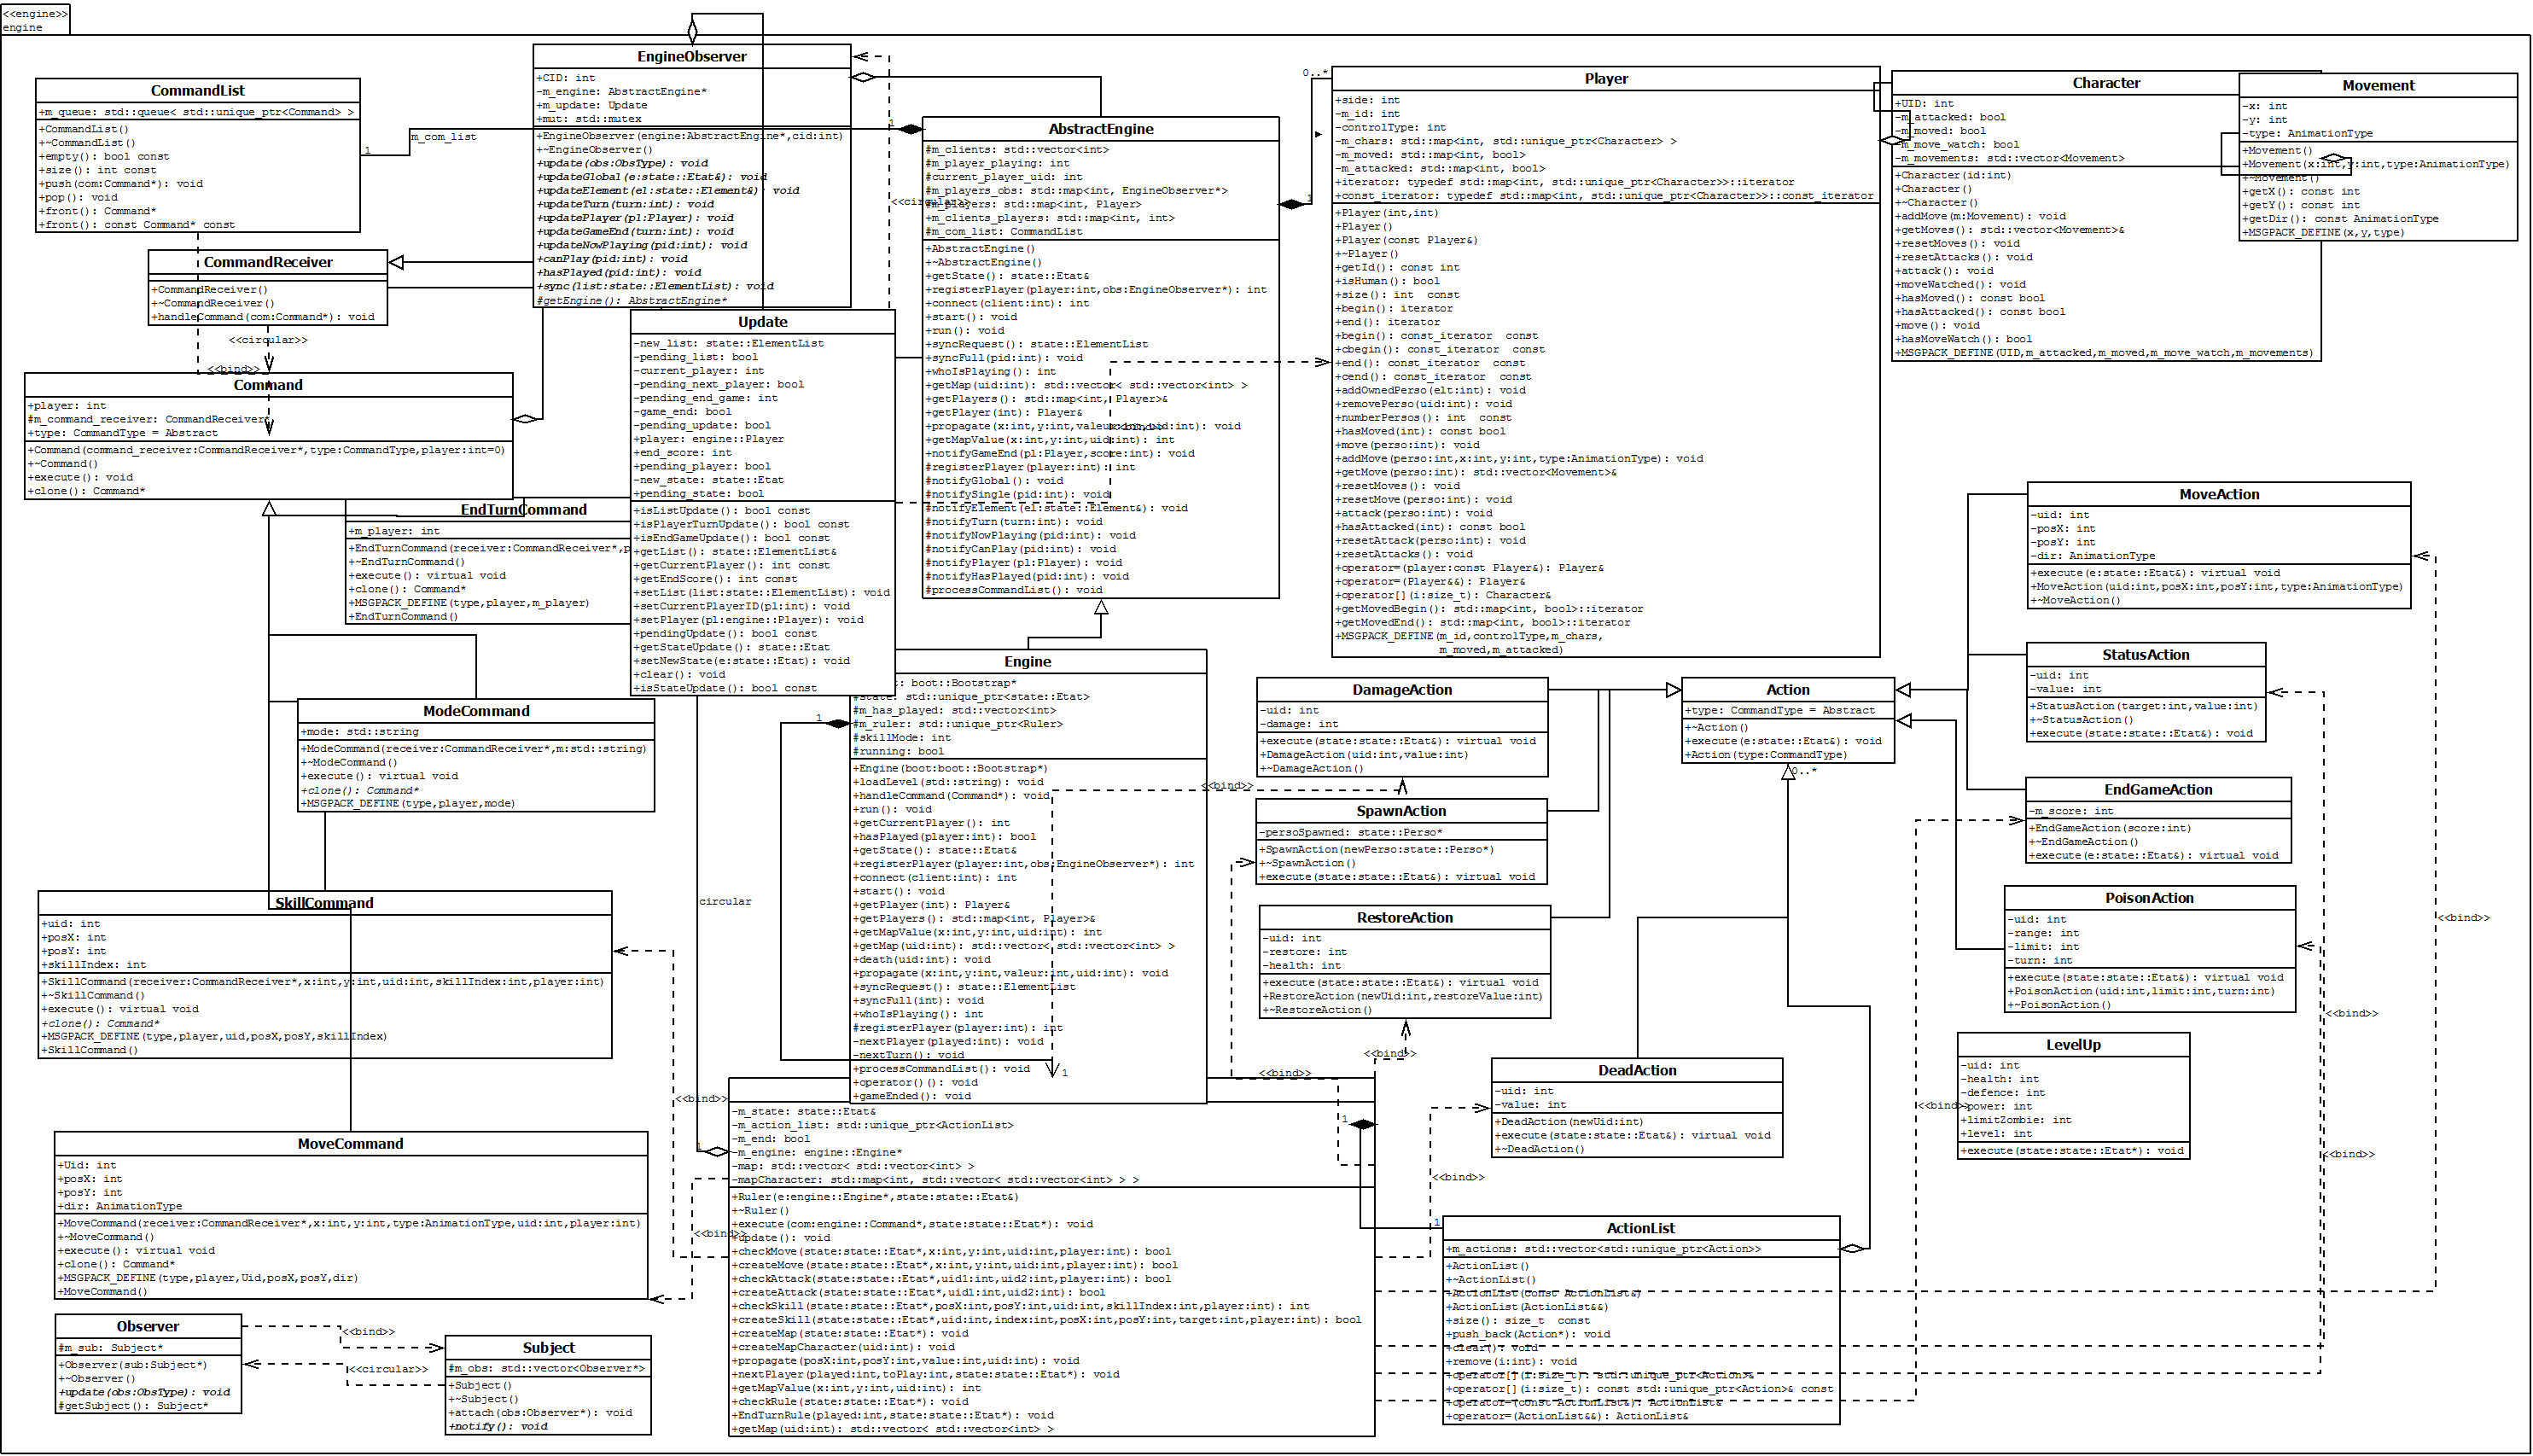 <<engine>>
engine
CommandList
+m_queue: std::queue< std::unique_ptr<Command> >
+CommandList()
+~CommandList()
+empty(): bool const
+size(): int const
+push(com:Command*): void
+pop(): void
+front(): Command*
+front(): const Command* const
1
m_com_list
1
CommandReceiver
+CommandReceiver()
+~CommandReceiver()
+handleCommand(com:Command*): void
<<circular>>
<<bind>>
Command
+player: int
#m_command_receiver: CommandReceiver*
+type: CommandType = Abstract
+Command(command_receiver:CommandReceiver*,type:CommandType,player:int=0)
+~Command()
+execute(): void
+clone(): Command*
EndTurnCommand
+m_player: int
+EndTurnCommand(receiver:CommandReceiver*,p
+~EndTurnCommand()
+execute(): virtual void
+clone(): Command*
+MSGPACK_DEFINE(type,player,m_player)
+EndTurnCommand()
ModeCommand
+mode: std::string
+ModeCommand(receiver:CommandReceiver*,m:std::string)
+~ModeCommand()
+execute(): virtual void
+clone(): Command*
+MSGPACK_DEFINE(type,player,mode)
SkillCommand
+uid: int
+posX: int
+posY: int
+skillIndex: int
+SkillCommand(receiver:CommandReceiver*,x:int,y:int,uid:int,skillIndex:int,player:int)
+~SkillCommand()
+execute(): virtual void
+clone(): Command*
+MSGPACK_DEFINE(type,player,uid,posX,posY,skillIndex)
+SkillCommand()
MoveCommand
+Uid: int
+posX: int
+posY: int
+dir: AnimationType
+MoveCommand(receiver:CommandReceiver*,x:int,y:int,type:AnimationType,uid:int,player:int)
+~MoveCommand()
+execute(): virtual void
+clone(): Command*
+MSGPACK_DEFINE(type,player,Uid,posX,posY,dir)
+MoveCommand()
Observer
#m_sub: Subject*
+Observer(sub:Subject*)
+~Observer()
+update(obs:ObsType): void
#getSubject(): Subject*
<<bind>>
<<circular>>
Subject
#m_obs: std::vector<Observer*>
+Subject()
+~Subject()
+attach(obs:Observer*): void
+notify(): void
EngineObserver
+CID: int
-m_engine: AbstractEngine*
+m_update: Update
+mut: std::mutex
+EngineObserver(engine:AbstractEngine*,cid:int)
+~EngineObserver()
+update(obs:ObsType): void
+updateGlobal(e:state::Etat&): void
+updateElement(el:state::Element&): void
+updateTurn(turn:int): void
+updatePlayer(pl:Player): void
+updateGameEnd(turn:int): void
+updateNowPlaying(pid:int): void
+canPlay(pid:int): void
+hasPlayed(pid:int): void
+sync(list:state::ElementList): void
#getEngine(): AbstractEngine*
<<circular>>
Update
-new_list: state::ElementList
-pending_list: bool
-current_player: int
-pending_next_player: bool
-pending_end_game: int
-game_end: bool
-pending_update: bool
+player: engine::Player
+end_score: int
+pending_player: bool
-new_state: state::Etat
+pending_state: bool
+isListUpdate(): bool const
+isPlayerTurnUpdate(): bool const
+isEndGameUpdate(): bool const
+getList(): state::ElementList&
+getCurrentPlayer(): int const
+getEndScore(): int const
+setList(list:state::ElementList): void
+setCurrentPlayerID(pl:int): void
+setPlayer(pl:engine::Player): void
+pendingUpdate(): bool const
+getStateUpdate(): state::Etat
+setNewState(e:state::Etat): void
+clear(): void
+isStateUpdate(): bool const
AbstractEngine
#m_clients: std::vector<int>
#m_player_playing: int
#current_player_uid: int
#m_players_obs: std::map<int, EngineObserver*>
#m_players: std::map<int, Player>
+m_clients_players: std::map<int, int>
#m_com_list: CommandList
+AbstractEngine()
+~AbstractEngine()
+getState(): state::Etat&
+registerPlayer(player:int,obs:EngineObserver*): int
+connect(client:int): int
+start(): void
+run(): void
+syncRequest(): state::ElementList
+syncFull(pid:int): void
+whoIsPlaying(): int
+getMap(uid:int): std::vector< std::vector<int> >
+getPlayers(): std::map<int, Player>&
+getPlayer(int): Player&
+propagate(x:int,y:int,valeur:int,uid:int): void
+getMapValue(x:int,y:int,uid:int): int
+notifyGameEnd(pl:Player,score:int): void
#registerPlayer(player:int): int
#notifyGlobal(): void
#notifySingle(pid:int): void
#notifyElement(el:state::Element&): void
#notifyTurn(turn:int): void
#notifyNowPlaying(pid:int): void
#notifyCanPlay(pid:int): void
#notifyPlayer(pl:Player): void
#notifyHasPlayed(pid:int): void
#processCommandList(): void
<<bind>>
0..*
1
Engine
t: boot::Bootstrap*
#state: std::unique_ptr<state::Etat>
#m_has_played: std::vector<int>
#m_ruler: std::unique_ptr<Ruler>
#skillMode: int
#running: bool
+Engine(boot:boot::Bootstrap*)
+loadLevel(std::string): void
+handleCommand(Command*): void
+run(): void
+getCurrentPlayer(): int
+hasPlayed(player:int): bool
+getState(): state::Etat&
+registerPlayer(player:int,obs:EngineObserver*): int
+connect(client:int): int
+start(): void
+getPlayer(int): Player&
+getPlayers(): std::map<int, Player>&
+getMapValue(x:int,y:int,uid:int): int
+getMap(uid:int): std::vector< std::vector<int> >
+death(uid:int): void
+propagate(x:int,y:int,valeur:int,uid:int): void
+syncRequest(): state::ElementList
+syncFull(int): void
+whoIsPlaying(): int
#registerPlayer(player:int): int
-nextPlayer(played:int): void
-nextTurn(): void
+processCommandList(): void
+operator()(): void
+gameEnded(): void
1
1
circular
1
<<bind>>
<<bind>>
-m_state: state::Etat&
-m_action_list: std::unique_ptr<ActionList>
-m_end: bool
-m_engine: engine::Engine*
-map: std::vector< std::vector<int> >
-mapCharacter: std::map<int, std::vector< std::vector<int> > >
+Ruler(e:engine::Engine*,state:state::Etat&)
+~Ruler()
+execute(com:engine::Command*,state:state::Etat*): void
+update(): void
+checkMove(state:state::Etat*,x:int,y:int,uid:int,player:int): bool
+createMove(state:state::Etat*,x:int,y:int,uid:int,player:int): bool
+checkAttack(state:state::Etat*,uid1:int,uid2:int,player:int): bool
+createAttack(state:state::Etat*,uid1:int,uid2:int): bool
+checkSkill(state:state::Etat*,posX:int,posY:int,uid:int,skillIndex:int,player:int): int
+createSkill(state:state::Etat*,uid:int,index:int,posX:int,posY:int,target:int,player:int): bool
+createMap(state:state::Etat*): void
+createMapCharacter(uid:int): void
+propagate(posX:int,posY:int,value:int,uid:int): void
+nextPlayer(played:int,toPlay:int,state:state::Etat*): void
+getMapValue(x:int,y:int,uid:int): int
+checkRule(state:state::Etat*): void
+EndTurnRule(played:int,state:state::Etat*): void
+getMap(uid:int): std::vector< std::vector<int> >
Player
+side: int
-m_id: int
-controlType: int
-m_chars: std::map<int, std::unique_ptr<Character> >
-m_moved: std::map<int, bool>
-m_attacked: std::map<int, bool>
+iterator: typedef std::map<int, std::unique_ptr<Character>>::iterator
+const_iterator: typedef std::map<int, std::unique_ptr<Character>>::const_iterator
+Player(int,int)
+Player()
+Player(const Player&)
+~Player()
+getId(): const int
+isHuman(): bool
+size(): int  const
+begin(): iterator
+end(): iterator
+begin(): const_iterator  const
+cbegin(): const_iterator  const
+end(): const_iterator  const
+cend(): const_iterator  const
+addOwnedPerso(elt:int): void
+removePerso(uid:int): void
+numberPersos(): int  const
+hasMoved(int): const bool
+move(perso:int): void
+addMove(perso:int,x:int,y:int,type:AnimationType): void
+getMove(perso:int): std::vector<Movement>&
+resetMoves(): void
+resetMove(perso:int): void
+attack(perso:int): void
+hasAttacked(int): const bool
+resetAttack(perso:int): void
+resetAttacks(): void
+operator=(player:const Player&): Player&
+operator=(Player&&): Player&
+operator[](i:size_t): Character&
+getMovedBegin(): std::map<int, bool>::iterator
+getMovedEnd(): std::map<int, bool>::iterator
+MSGPACK_DEFINE(m_id,controlType,m_chars,
m_moved,m_attacked)
Character
+UID: int
-m_attacked: bool
-m_moved: bool
-m_move_watch: bool
-m_movements: std::vector<Movement>
+Character(id:int)
+Character()
+~Character()
+addMove(m:Movement): void
+getMoves(): std::vector<Movement>&
+resetMoves(): void
+resetAttacks(): void
+attack(): void
+moveWatched(): void
+hasMoved(): const bool
+hasAttacked(): const bool
+move(): void
+hasMoveWatch(): bool
+MSGPACK_DEFINE(UID,m_attacked,m_moved,m_move_watch,m_movements)
Movement
-x: int
-y: int
-type: AnimationType
+Movement()
+Movement(x:int,y:int,type:AnimationType)
+~Movement()
+getX(): const int
+getY(): const int
+getDir(): const AnimationType
+MSGPACK_DEFINE(x,y,type)
DamageAction
-uid: int
-damage: int
+execute(state:state::Etat&): virtual void
+DamageAction(uid:int,value:int)
+~DamageAction()
<<bind>>
SpawnAction
-persoSpawned: state::Perso*
+SpawnAction(newPerso:state::Perso*)
+~SpawnAction()
+execute(state:state::Etat&): virtual void
RestoreAction
-uid: int
-restore: int
-health: int
+execute(state:state::Etat&): virtual void
+RestoreAction(newUid:int,restoreValue:int)
+~RestoreAction()
<<bind>>
<<bind>>
Action
+type: CommandType = Abstract
+~Action()
+execute(e:state::Etat&): void
+Action(type:CommandType)
0..*
DeadAction
-uid: int
-value: int
+DeadAction(newUid:int)
+execute(state:state::Etat&): virtual void
+~DeadAction()
1
<<bind>>
1
ActionList
+m_actions: std::vector<std::unique_ptr<Action>>
+ActionList()
+~ActionList()
+ActionList(const ActionList&)
+ActionList(ActionList&&)
+size(): size_t  const
+push_back(Action*): void
+clear(): void
+remove(i:int): void
+operator[](i:size_t): std::unique_ptr<Action>&
+operator[](i:size_t): const std::unique_ptr<Action>& const
+operator=(const ActionList&): ActionList&
+operator=(ActionList&&): ActionList&
MoveAction
-uid: int
-posX: int
-posY: int
-dir: AnimationType
+execute(e:state::Etat&): virtual void
+MoveAction(uid:int,posX:int,posY:int,type:AnimationType)
+~MoveAction()
StatusAction
-uid: int
-value: int
+StatusAction(target:int,value:int)
+~StatusAction()
+execute(state:state::Etat&): void
EndGameAction
-m_score: int
+EndGameAction(score:int)
+~EndGameAction()
+execute(e:state::Etat&): virtual void
PoisonAction
-uid: int
-range: int
-limit: int
-turn: int
+execute(state:state::Etat&): virtual void
+PoisonAction(uid:int,limit:int,turn:int)
+~PoisonAction()
LevelUp
-uid: int
-health: int
-defence: int
-power: int
+limitZombie: int
+level: int
+execute(state:state::Etat*): void
<<bind>>
<<bind>>
<<bind>>
<<bind>>